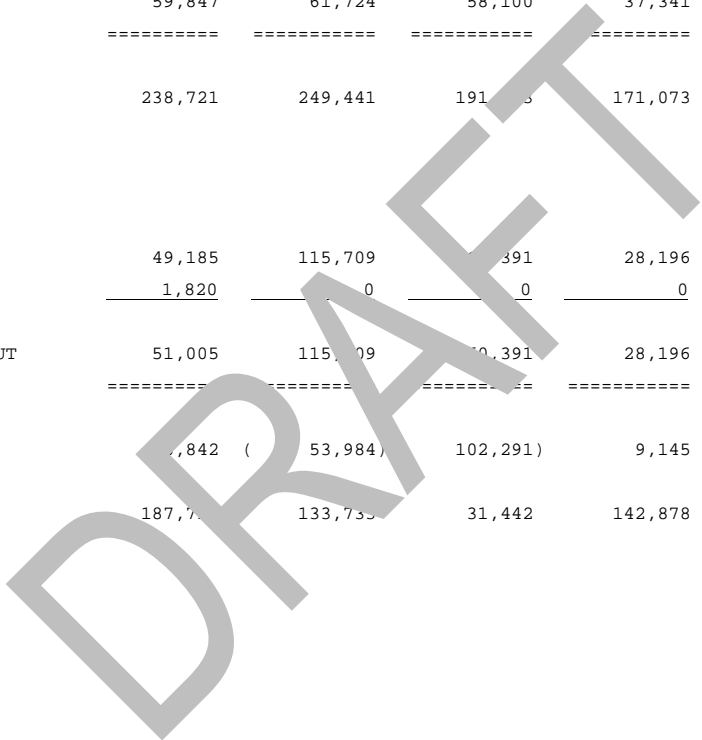 59,847 61,724 58,100 37,341
========== =========== =========== ===========
238,721 249,441 171,073
49,185 115,709 28,196
1,820 0 0 0
UT 51,005 28,196
========== =========== =========== ===========
( 53,984) 102,291) 9,145
31,442 142,878
DRAFT